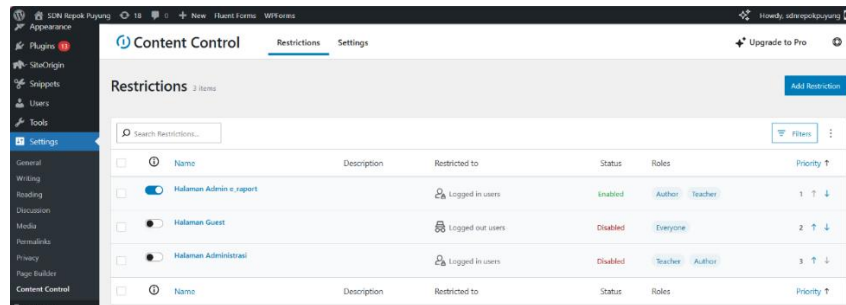 SDN Repok Puyung 18 0 New Fluent Forms WPForms Howdy, sdnrepokpuyung
Appearance
Plugins 13
SiteOrigin
Snippets
Users
Tools
Settings
General
Writing
Reading
Discussion
Media
Permalinks
Privacy
Page Builder
Content Control
Content Control Restrictions Settings Upgrade to Pro
Restrictions items Add Restriction
Search Restrictions... Filters
Name Description Restricted to Status Roles Priority ↑
Halaman Admin e_raport Logged in users Enabled Author Teacher 1 ↑ ↓
Halaman Guest Logged out users Disabled Everyone 2 ↑ ↓
Halaman Administrasi Logged in users Disabled Teacher Author 3 ↑ ↓
Name Description Restricted to Status Roles Priority ↑